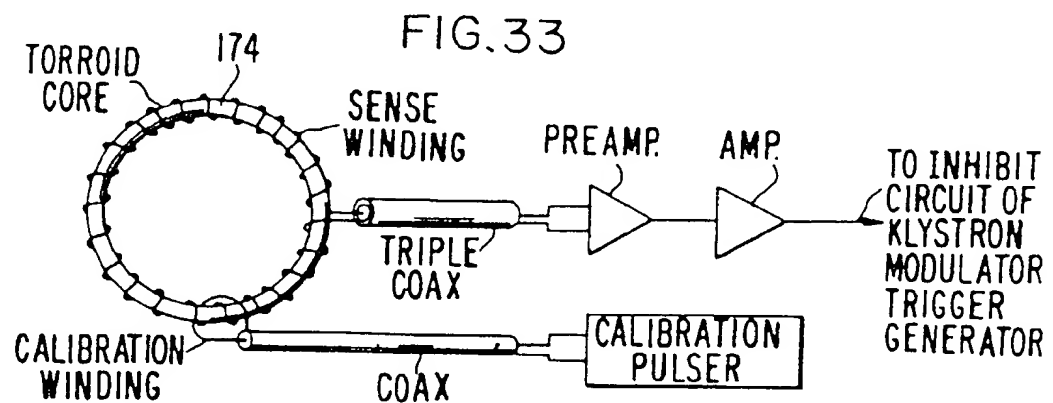 FIG.33
TORROID
CORE
174
SENSE
WINDING
PREAMP.
AMP.
TO INHIBIT
CIRCUIT OF
KLYSTRON
MODULATOR
TRIGGER
GENERATOR
TRIPLE
COAX
CALIBRATION
WINDING
COAX
CALIBRATION
PULSER